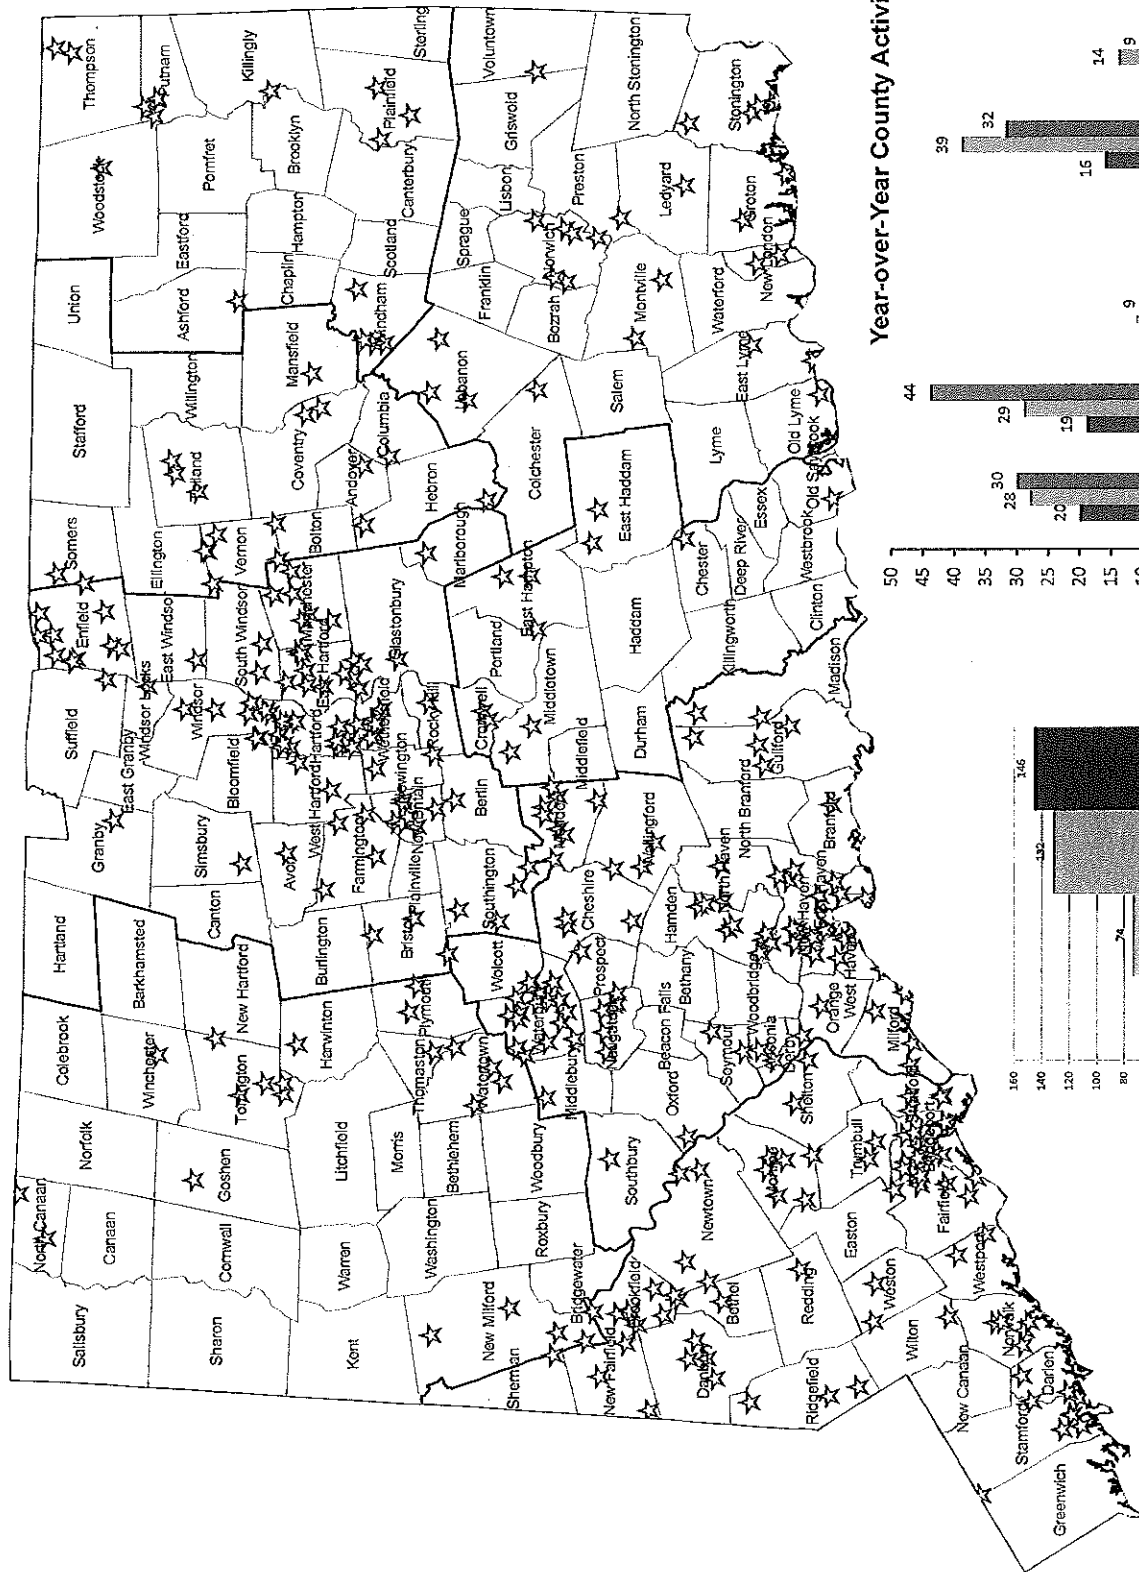 Thompson
Woodstock
Putnam
Union
Stafford
Somers
Enfield
Suffield
Hartland
Colebrook
Norfolk
North Canaan
Canaan
Salisbury
Killingly
Pomfret
Eastford
Ashford
Willington
Tolland
Ellington
East Windsor
Windsor Locks
East Granby
Granby
Barkhamsted
Winchester
Goshen
Cornwall
Sharon
Sterling
Plainfield
Brooklyn
Canterbury
Hampton
Chaplin
Scotland
Windham
Mansfield
Coventry
Columbia
Andover
Bolton
Vernon
Manchester
South Windsor
East Hartford
Windsor
Bloomfield
West Hartford
Simsbury
Avon
Canton
Farmington
Burlington
New Hartford
Torrington
Harwinton
Litchfield
Warren
Kent
Voluntown
Griswold
Lisbon
Sprague
Franklin
Preston
Norwich
Bozrah
Lebanon
Hebron
Marlborough
Glastonbury
Wethersfield
Rocky Hill
Newington
New Britain
Plainville
Bristol
Plymouth
Thomaston
Morris
Bethlehem
Watertown
Washington
New Milford
North Stonington
Stonington
Ledyard
Groton
Montville
Waterford
New London
Salem
Colchester
East Haddam
East Hampton
Portland
Cromwell
Middletown
Middlefield
Berlin
Southington
Wolcott
Waterbury
Middlebury
Woodbury
Roxbury
Bridgewater
Sherman
East Lyme
Old Lyme
Lyme
Old Saybrook
Essex
Deep River
Chester
Westbrook
Haddam
Killingworth
Clinton
Durham
Madison
Guilford
Meriden
Wallingford
North Branford
Branford
Cheshire
Hamden
North Haven
Prospect
Bethany
Naugatuck
Beacon Falls
Woodbridge
Oxford
Seymour
Ansonia
Derby
Orange
West Haven
Milford
Southbury
Newtown
Shelton
Monroe
Trumbull
Stratford
Easton
Fairfield
Brookfield
New Fairfield
Bethel
Redding
Weston
Westport
Danbury
Ridgefield
Wilton
Norwalk
New Canaan
Darien
Stamford
Greenwich
Year-over-Year County Activi
50
45
40
35
30
25
20
15
10
20
28
30
19
29
44
9
16
39
32
14
9
160
140
120
100
80
74
132
146